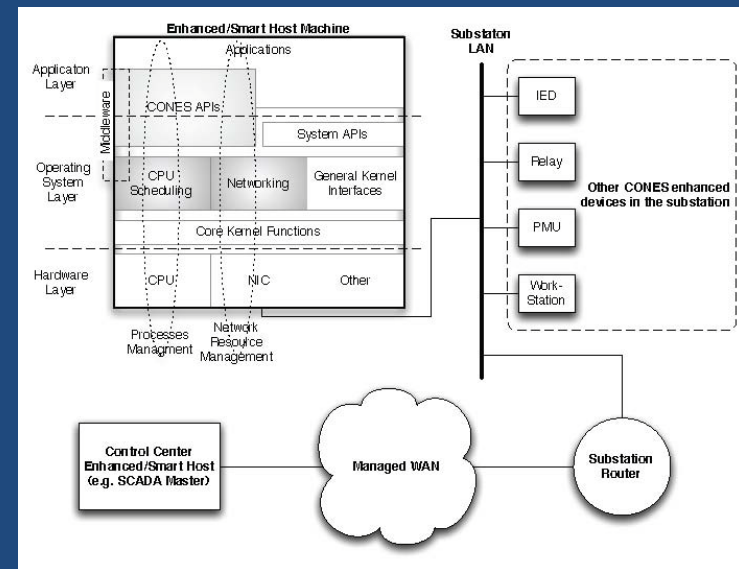 Enhanced/Smart Host Machine
Applications
Applicaton
Layer
Middleware
CONES APIs
System APIs
Operating
System
Layer
CPU
Scheduling
Networking
General Kernel
Interfaces
Core Kernel Functions
Hardware
Layer
CPU
NIC
Other
Processes
Managment
Network
Resource
Management
Substaton
LAN
IED
Relay
PMU
Work-
Station
Other CONES enhanced
devices in the substation
Control Center
Enhanced/Smart Host
(e.g. SCADA Master)
Managed WAN
Substation
Router